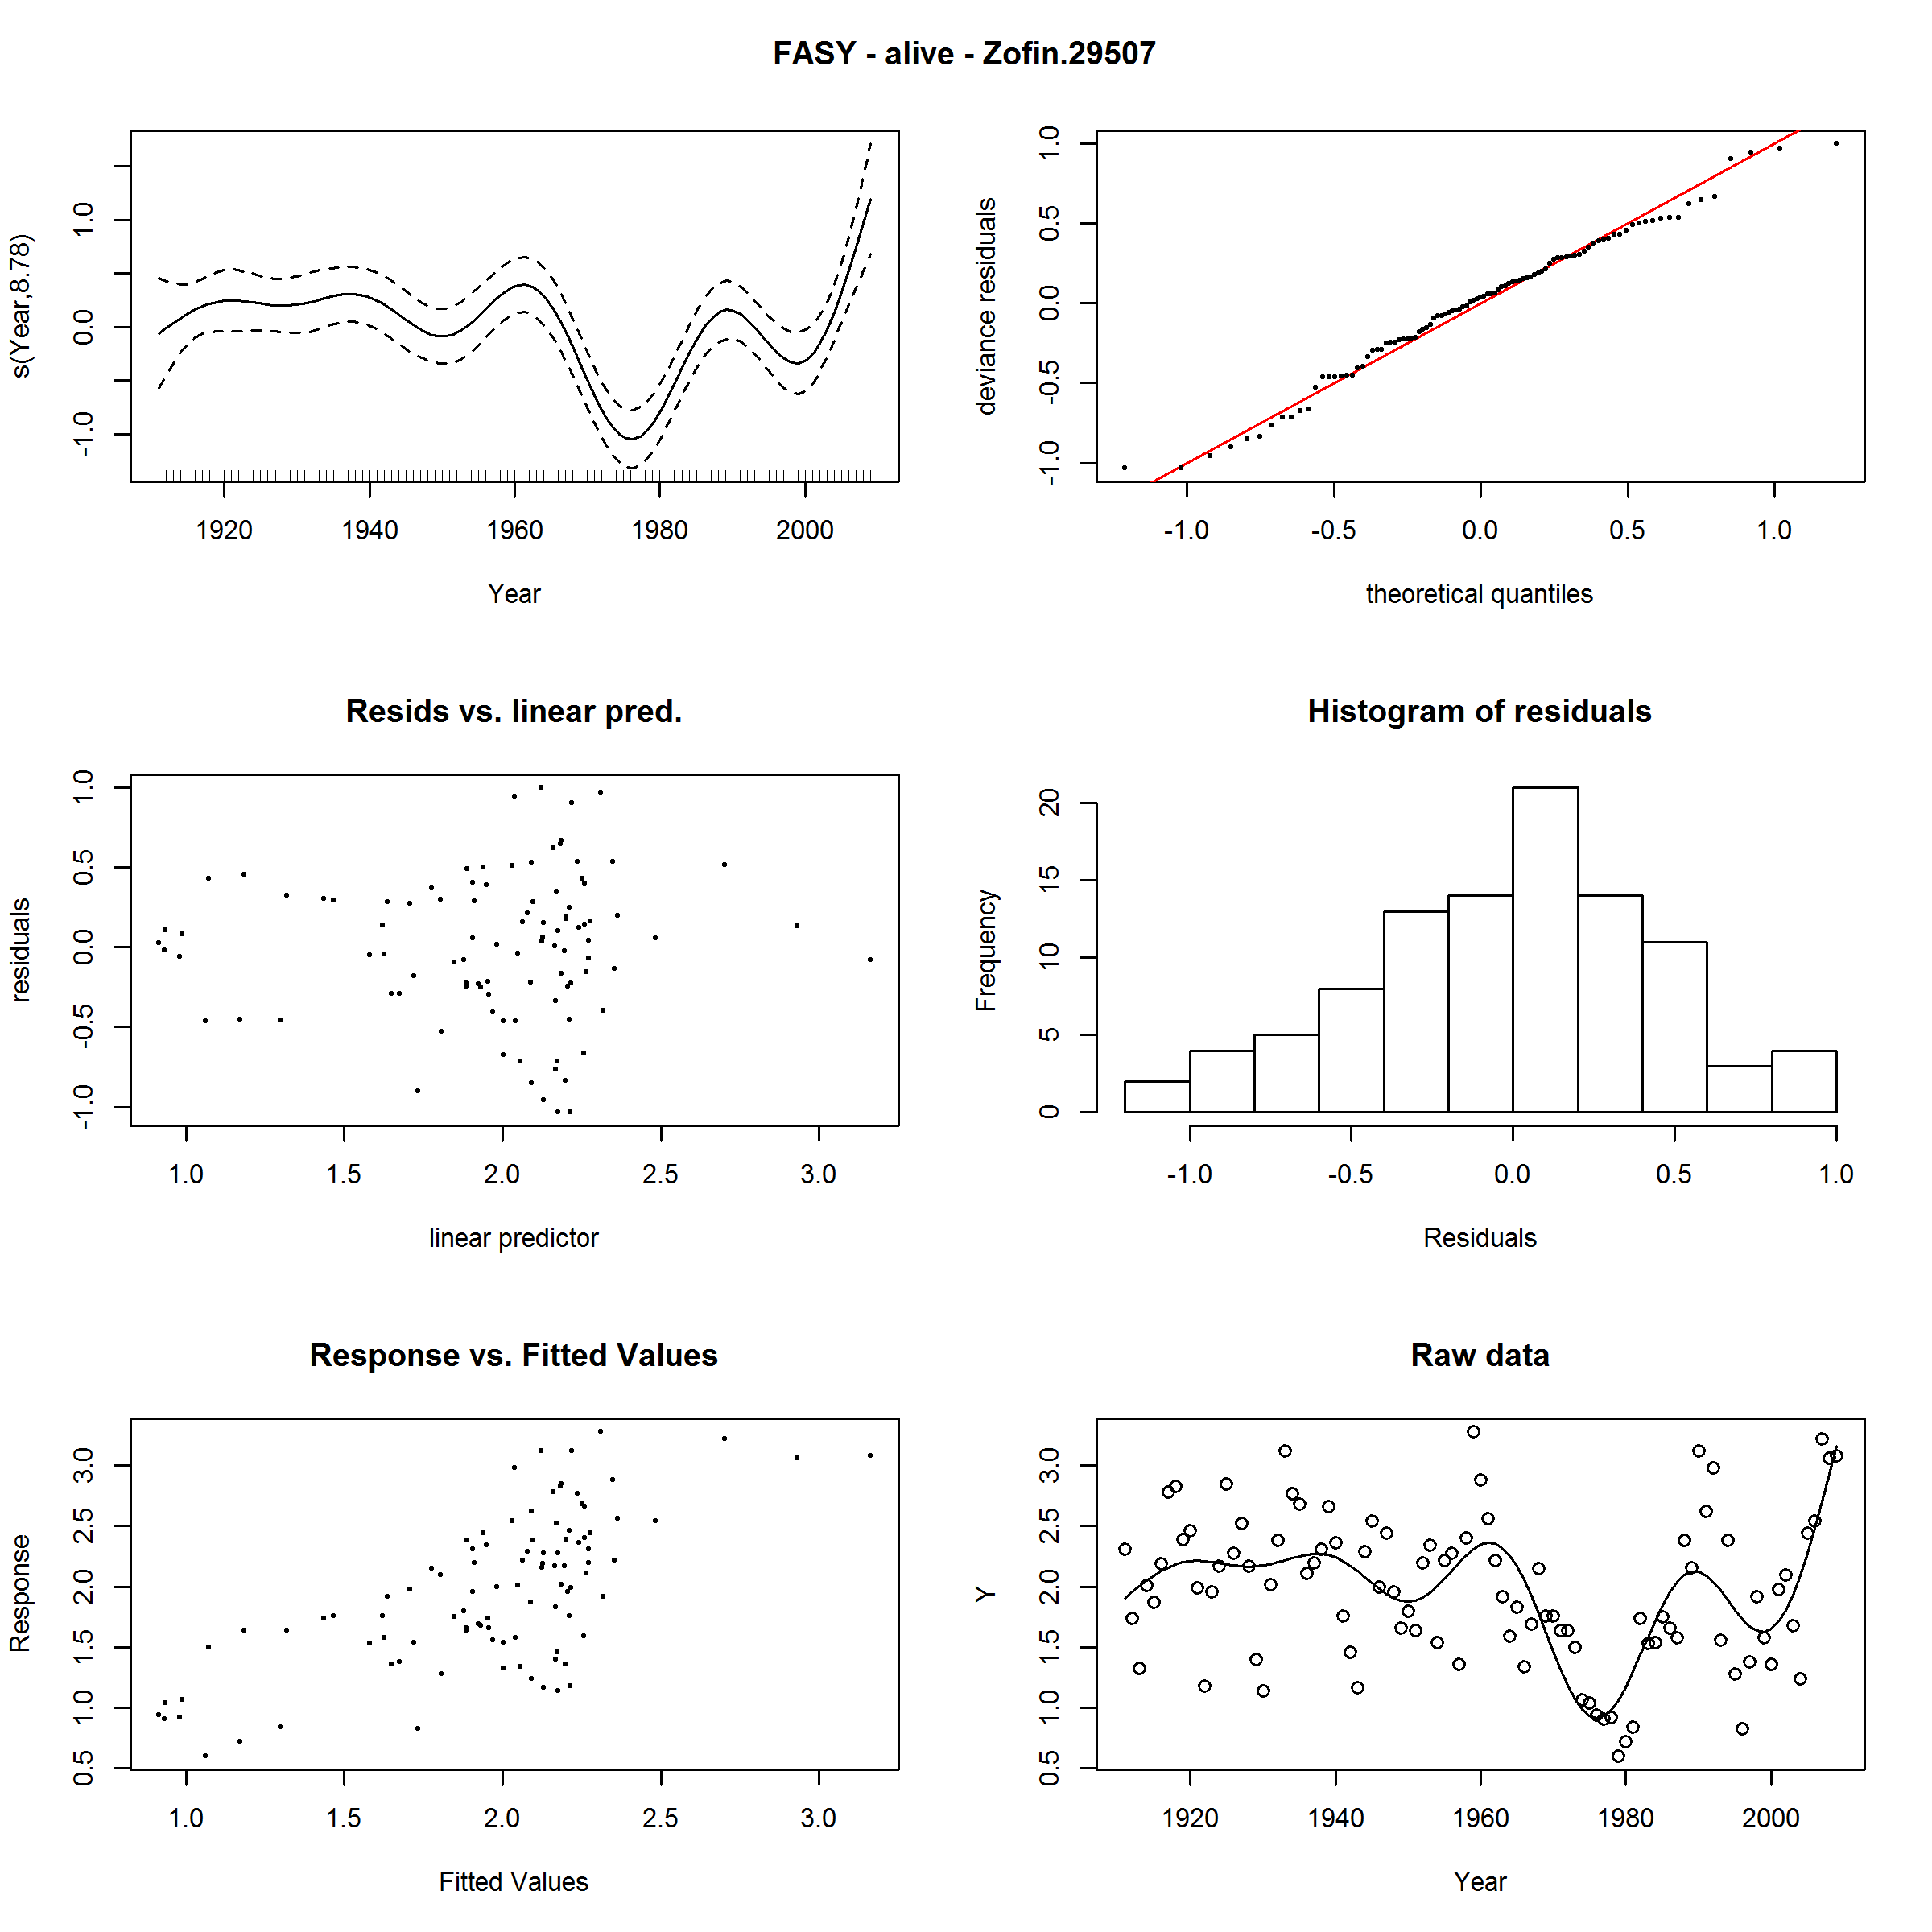 FASY - alive - Zofin.29507
s(Year,8.78)
-1.0 0.0 1.0
1920 1940 1960 1980 2000
Year
deviance residuals
-1.0 -0.5 0.0 0.5 1.0
-1.0 -0.5 0.0 0.5 1.0
theoretical quantiles
Resids vs. linear pred.
residuals
-1.0 -0.5 0.0 0.5 1.0
1.0 1.5 2.0 2.5 3.0
linear predictor
Histogram of residuals
Frequency
0 5 10 15 20
-1.0 -0.5 0.0 0.5 1.0
Residuals
Response vs. Fitted Values
Response
0.5 1.0 1.5 2.0 2.5 3.0
1.0 1.5 2.0 2.5 3.0
Fitted Values
Raw data
Y
0.5 1.0 1.5 2.0 2.5 3.0
1920 1940 1960 1980 2000
Year